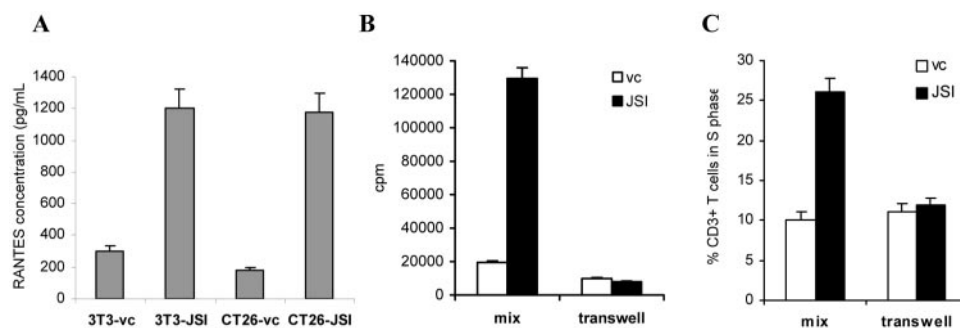 A
RANTES concentration (pg/mL)
1400
1200
1000
800
600
400
200
0
3T3-vc 3T3-JSI CT26-vc CT26-JSI
B
cpm
140000
120000
100000
80000
60000
40000
20000
0
vc
JSI
mix transwell
C
% CD3+ T cells in S phase
30
25
20
15
10
5
0
vc
JSI
mix transwell